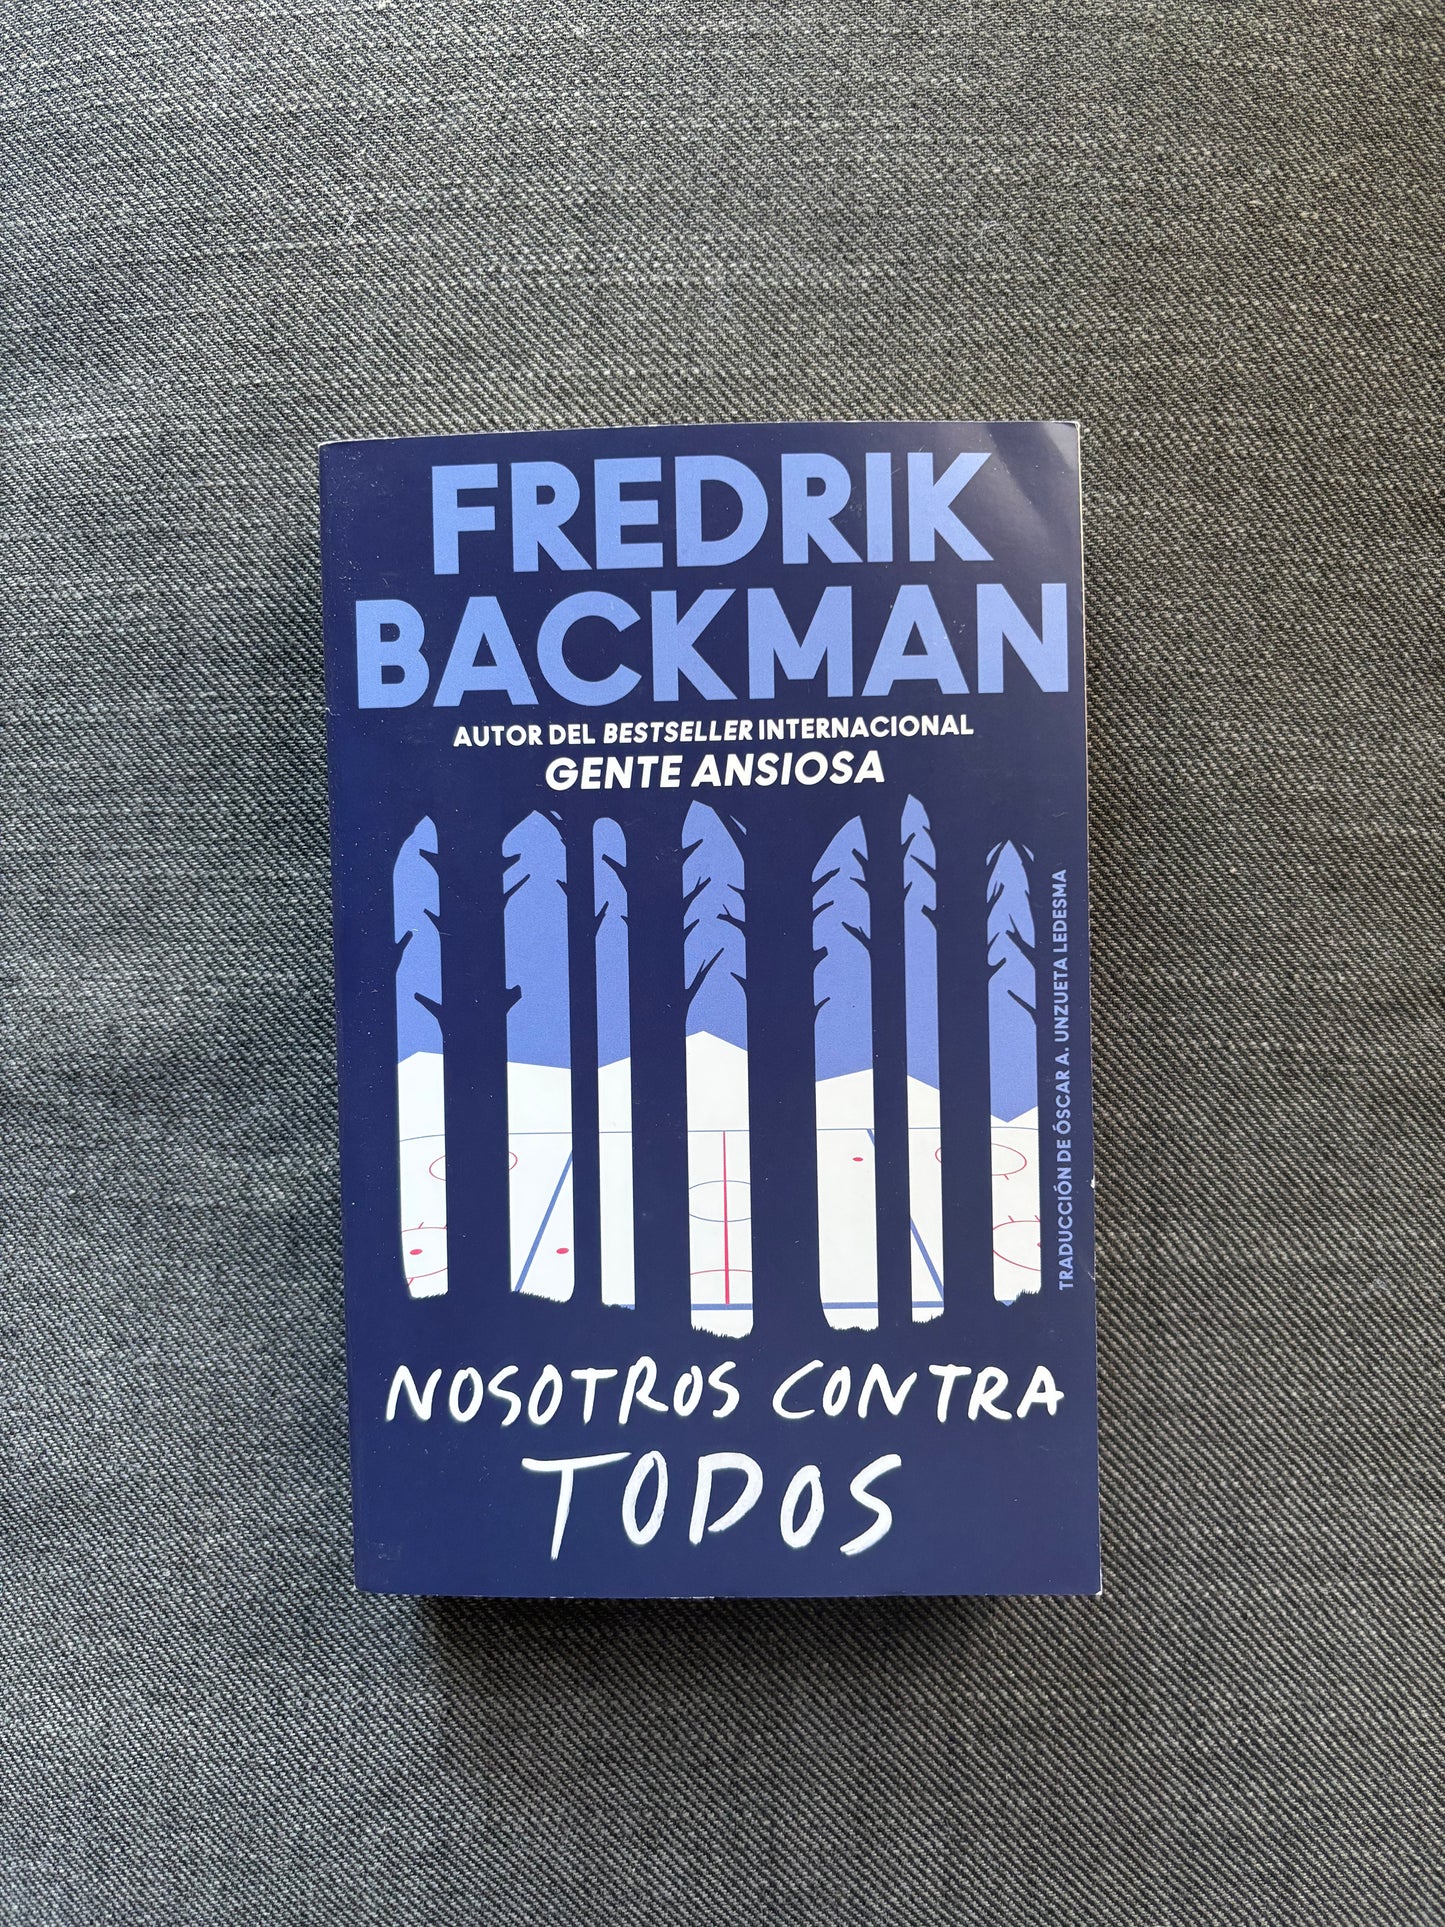 FREDRIK
BACKMAN
AUTOR DEL BESTSELLER INTERNACIONAL
GENTE ANSIOSA
TRADUCCIÓN DE ÓSCAR A. UNZUETA LEDESMA
NOSOTROS CONTRA
TODOS